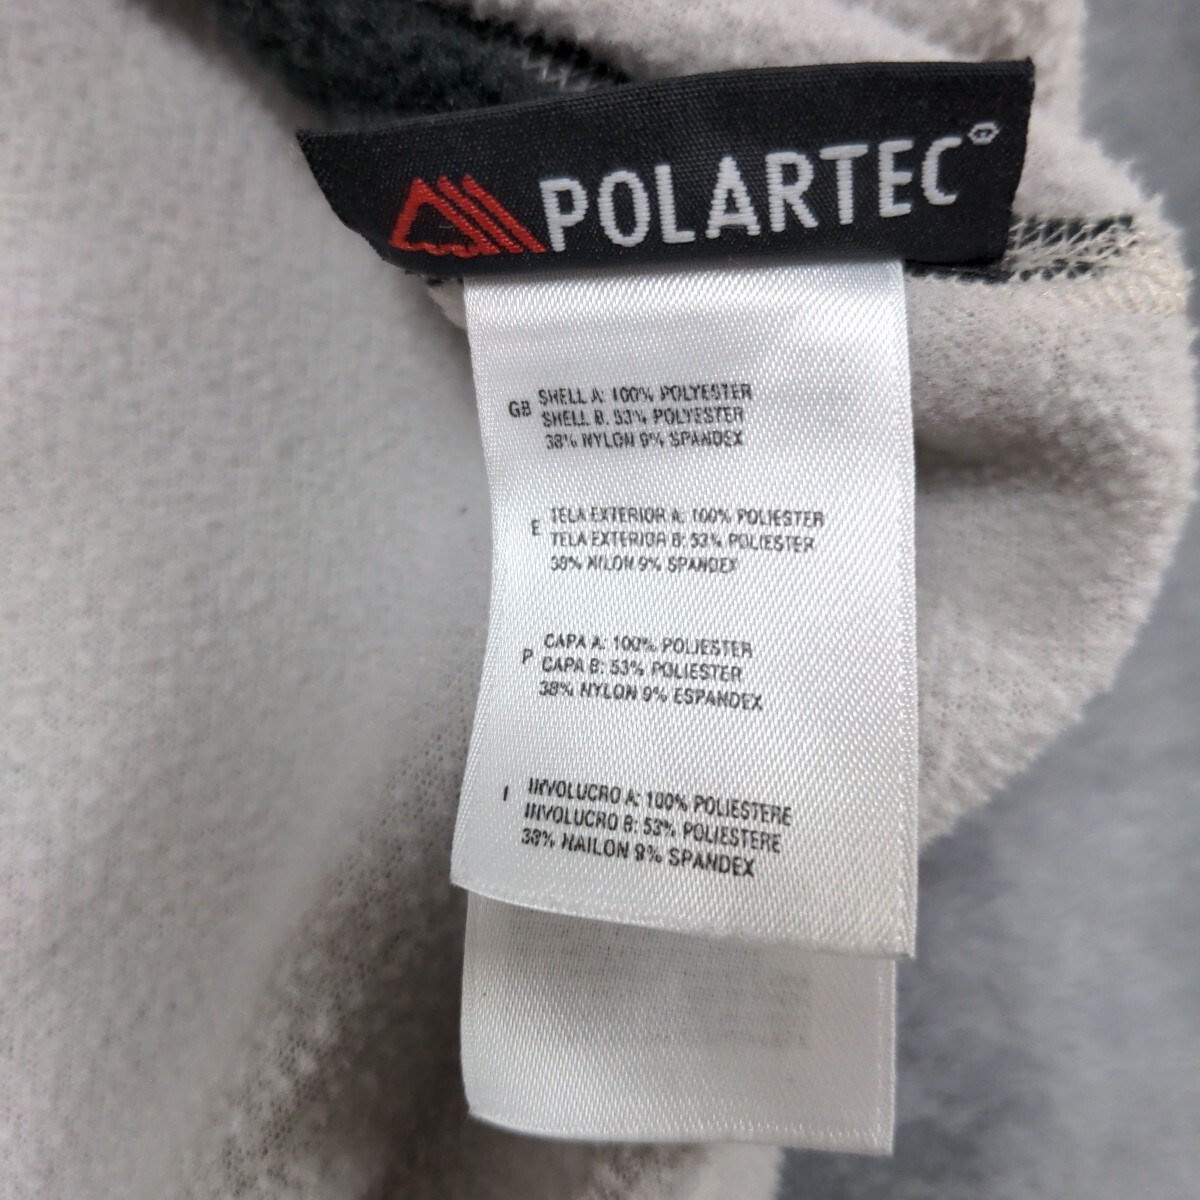 POLARTEC®
GB SHELL A: 100% POLYESTER
SHELL B: 53% POLYESTER
38% NYLON 9% SPANDEX
E TELA EXTERIOR A: 100% POLIESTER
TELA EXTERIOR B: 53% POLIESTER
38% NILON 9% SPANDEX
P CAPA A: 100% POLIESTER
CAPA B: 53% POLIESTER
38% NYLON 9% ESPANDEX
I INVOLUCRO A: 100% POLIESTERE
INVOLUCRO B: 53% POLIESTERE
38% NAILON 9% SPANDEX